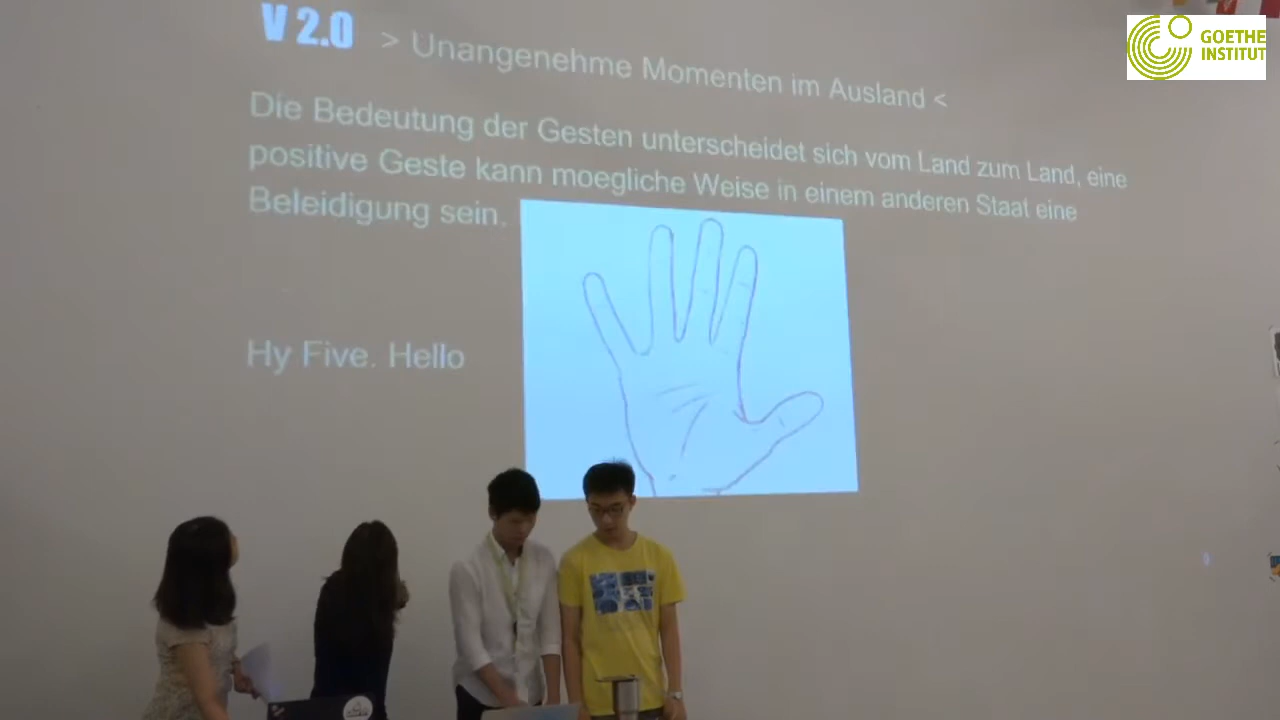 V 2.0 > Unangenehme Momenten im Ausland <
Die Bedeutung der Gesten unterscheidet sich vom Land zum Land, eine
positive Geste kann moegliche Weise in einem anderen Staat eine
Beleidigung sein.
Hy Five. Hello
GOETHE
INSTITUT